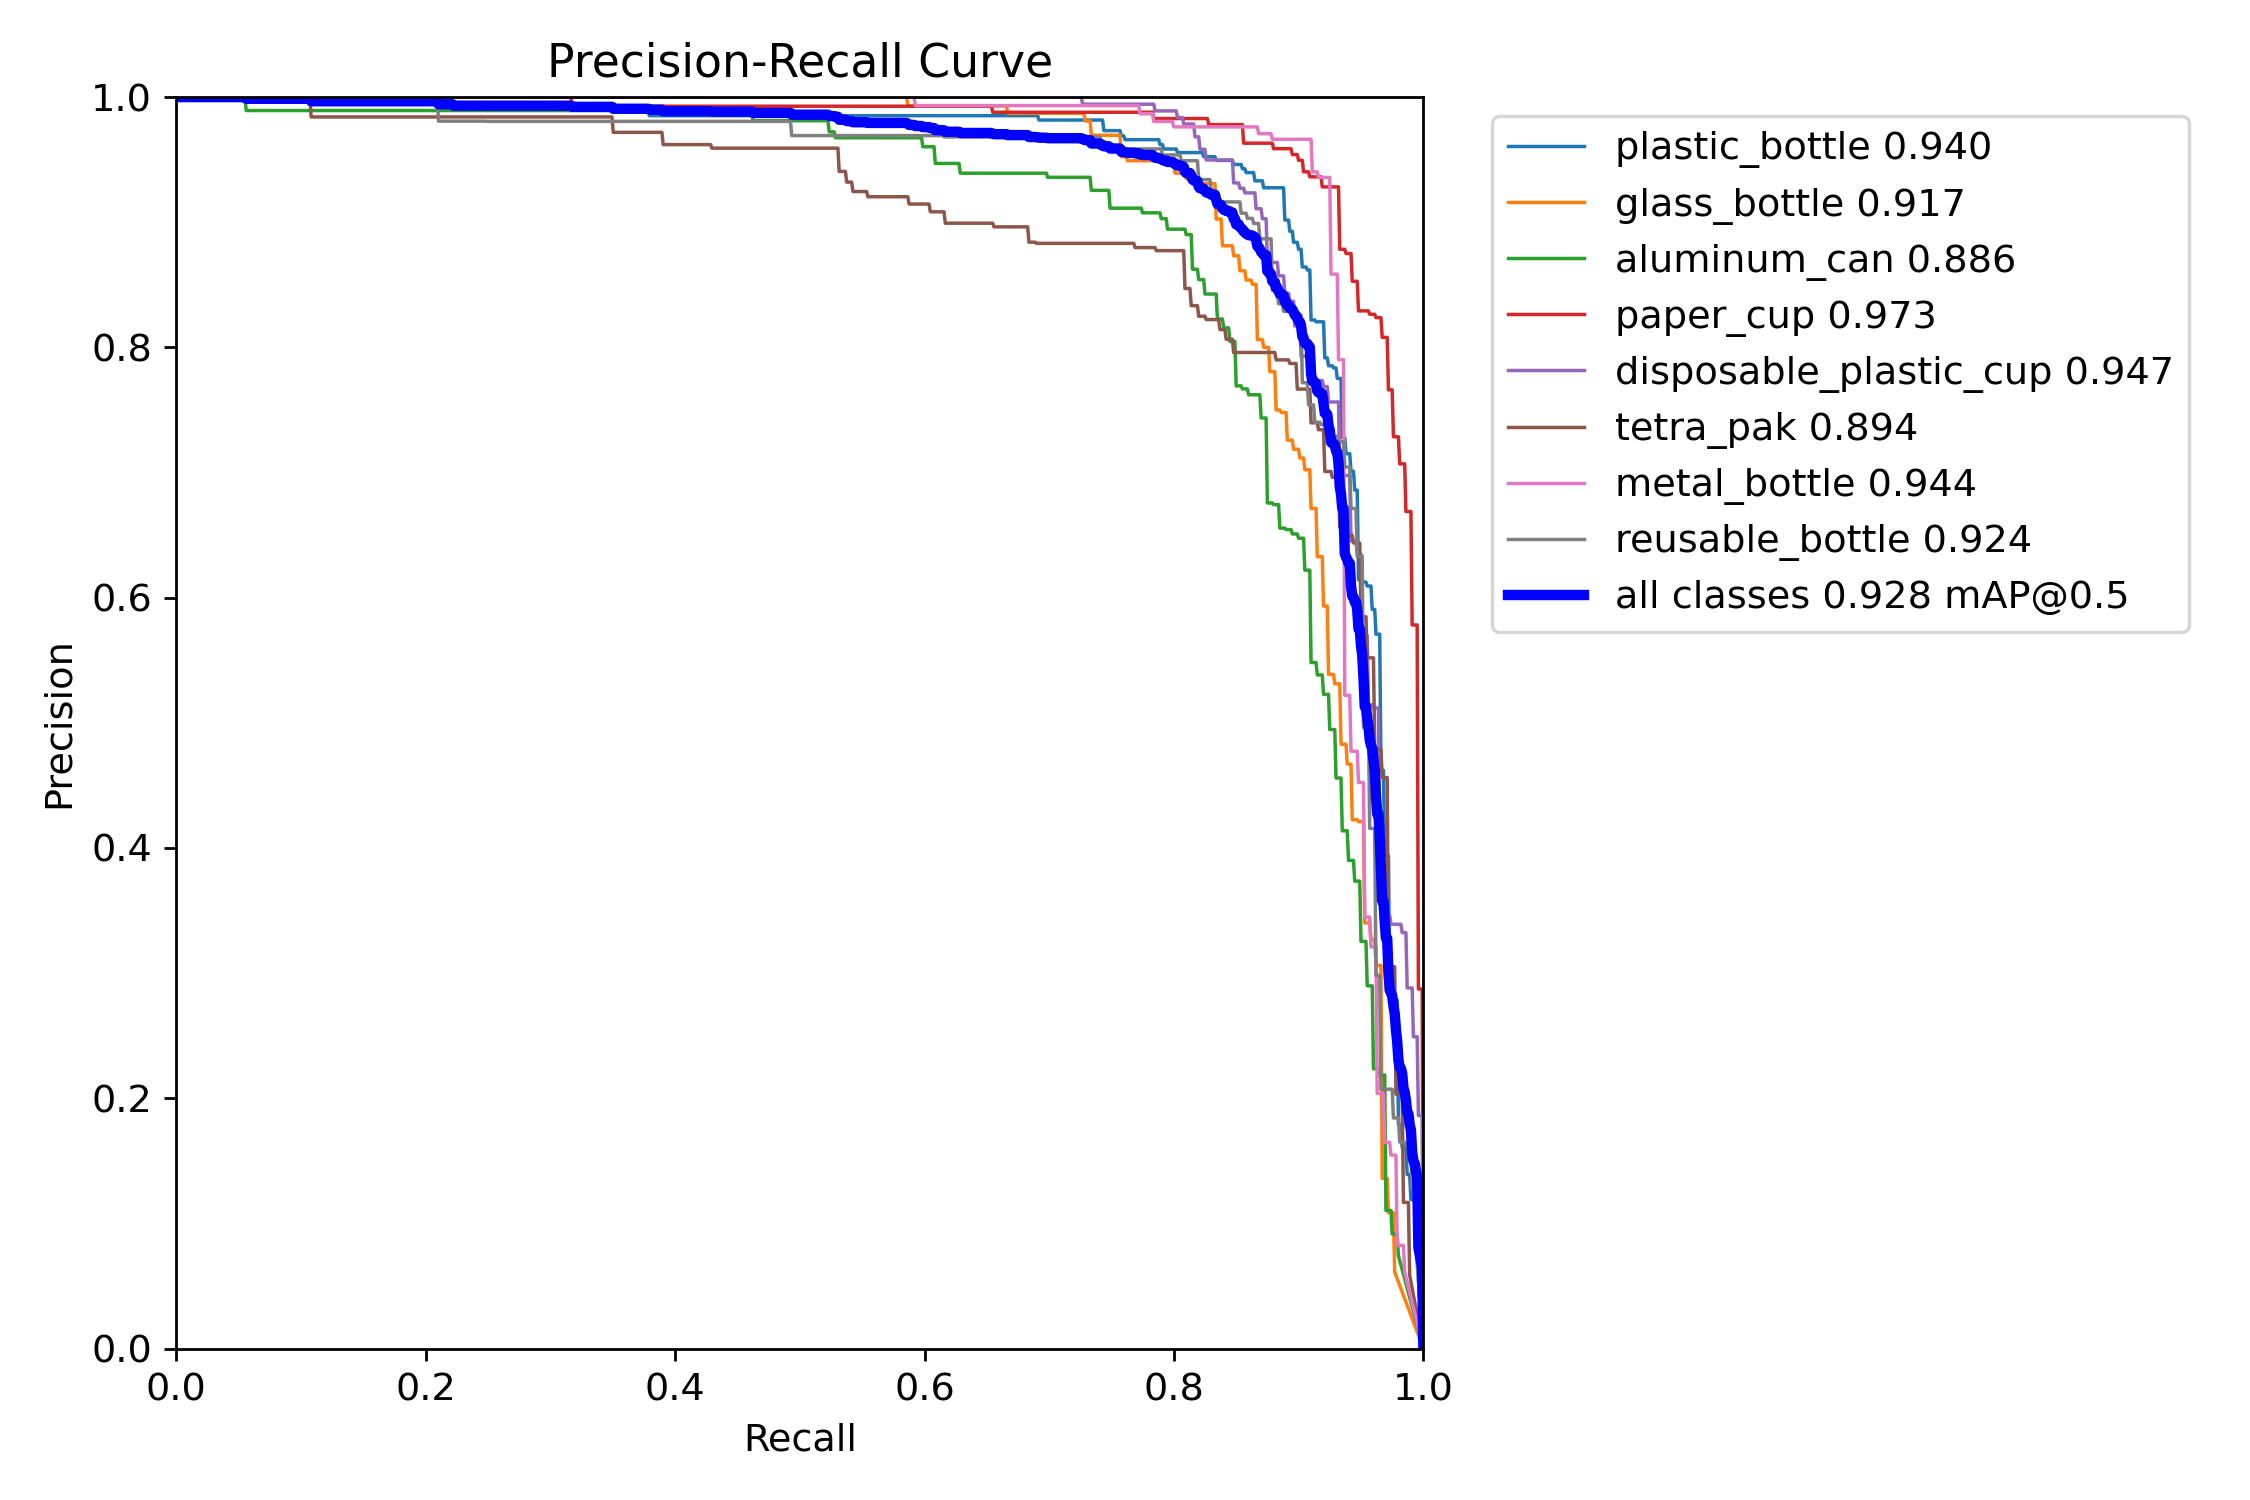 Precision-Recall Curve
1.0
0.8
0.6
0.4
0.2
0.0
Precision
0.0 0.2 0.4 0.6 0.8 1.0
Recall
plastic_bottle 0.940
glass_bottle 0.917
aluminum_can 0.886
paper_cup 0.973
disposable_plastic_cup 0.947
tetra_pak 0.894
metal_bottle 0.944
reusable_bottle 0.924
all classes 0.928 mAP@0.5